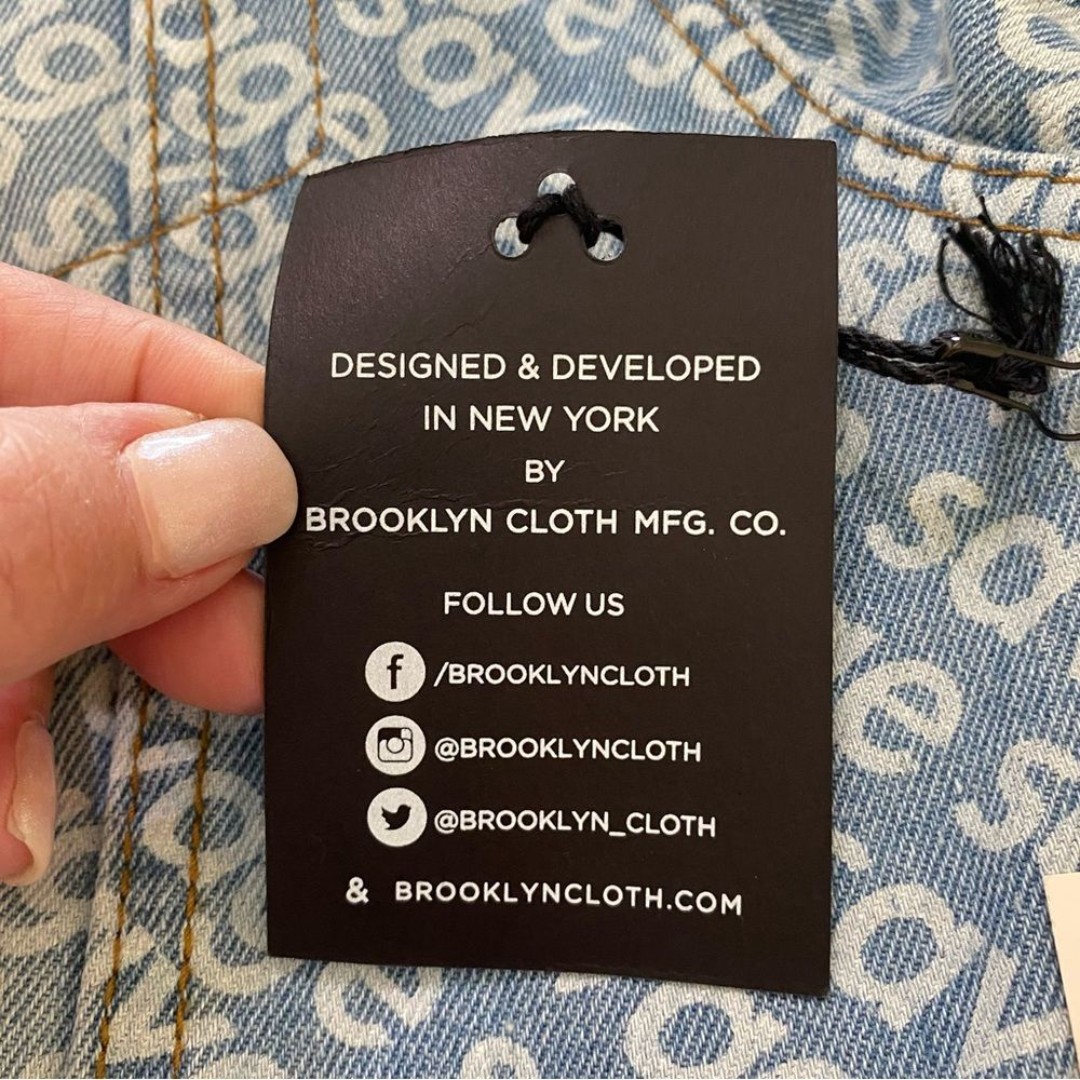 DESIGNED & DEVELOPED
IN NEW YORK
BY
BROOKLYN CLOTH MFG. CO.
FOLLOW US
f /BROOKLYNCLOTH
@BROOKLYNCLOTH
@BROOKLYN_CLOTH
& BROOKLYNCLOTH.COM